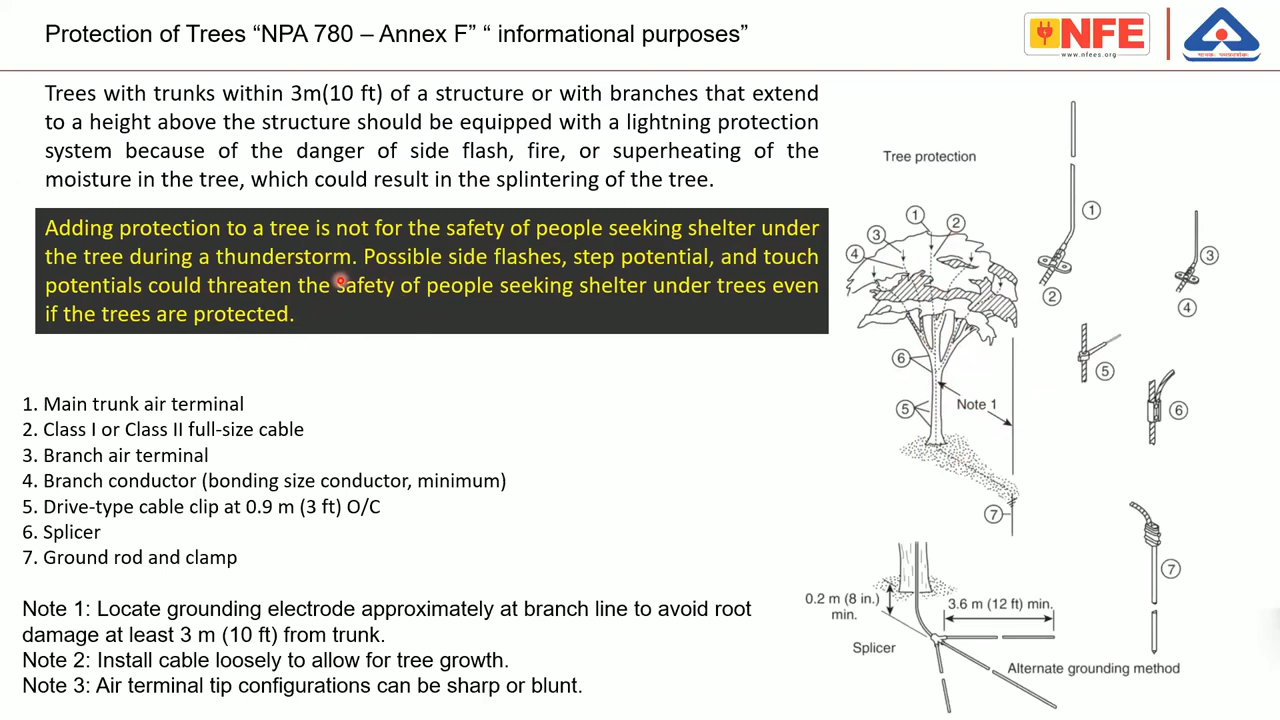 Protection of Trees “NPA 780 – Annex F” “ informational purposes”
NFE
www.nfees.org
Trees with trunks within 3m(10 ft) of a structure or with branches that extend
to a height above the structure should be equipped with a lightning protection
system because of the danger of side flash, fire, or superheating of the
moisture in the tree, which could result in the splintering of the tree.
Adding protection to a tree is not for the safety of people seeking shelter under
the tree during a thunderstorm. Possible side flashes, step potential, and touch
potentials could threaten the safety of people seeking shelter under trees even
if the trees are protected.
1. Main trunk air terminal
2. Class I or Class II full-size cable
3. Branch air terminal
4. Branch conductor (bonding size conductor, minimum)
5. Drive-type cable clip at 0.9 m (3 ft) O/C
6. Splicer
7. Ground rod and clamp
Note 1: Locate grounding electrode approximately at branch line to avoid root
damage at least 3 m (10 ft) from trunk.
Note 2: Install cable loosely to allow for tree growth.
Note 3: Air terminal tip configurations can be sharp or blunt.
Tree protection
1
2
3
4
6
5
Note 1
7
1
2
3
4
5
6
7
0.2 m (8 in.)
min.
3.6 m (12 ft) min.
Splicer
Alternate grounding method